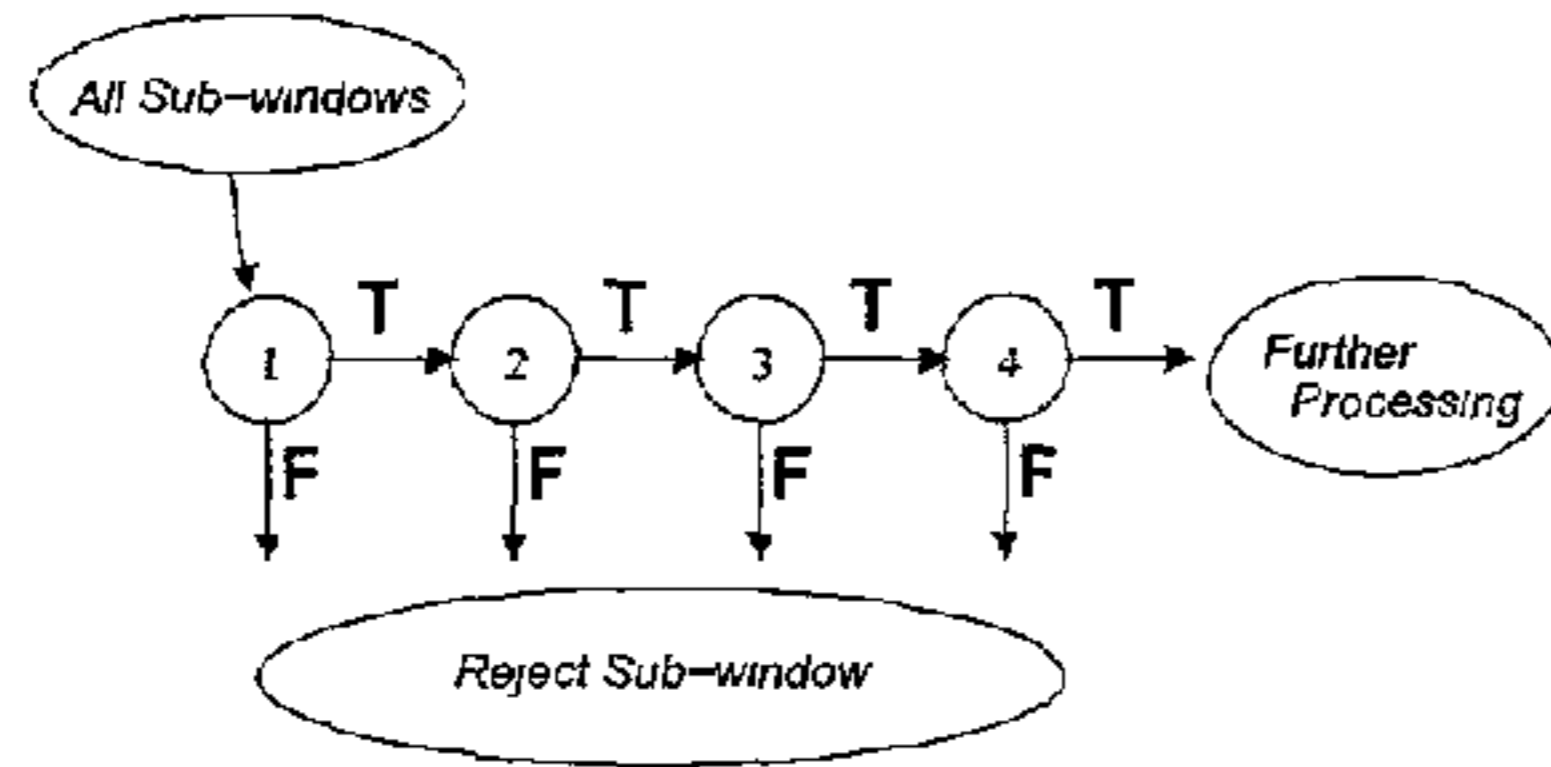 All Sub-windows
T T T T
1 2 3 4
Further
Processing
F F F F
Reject Sub-window